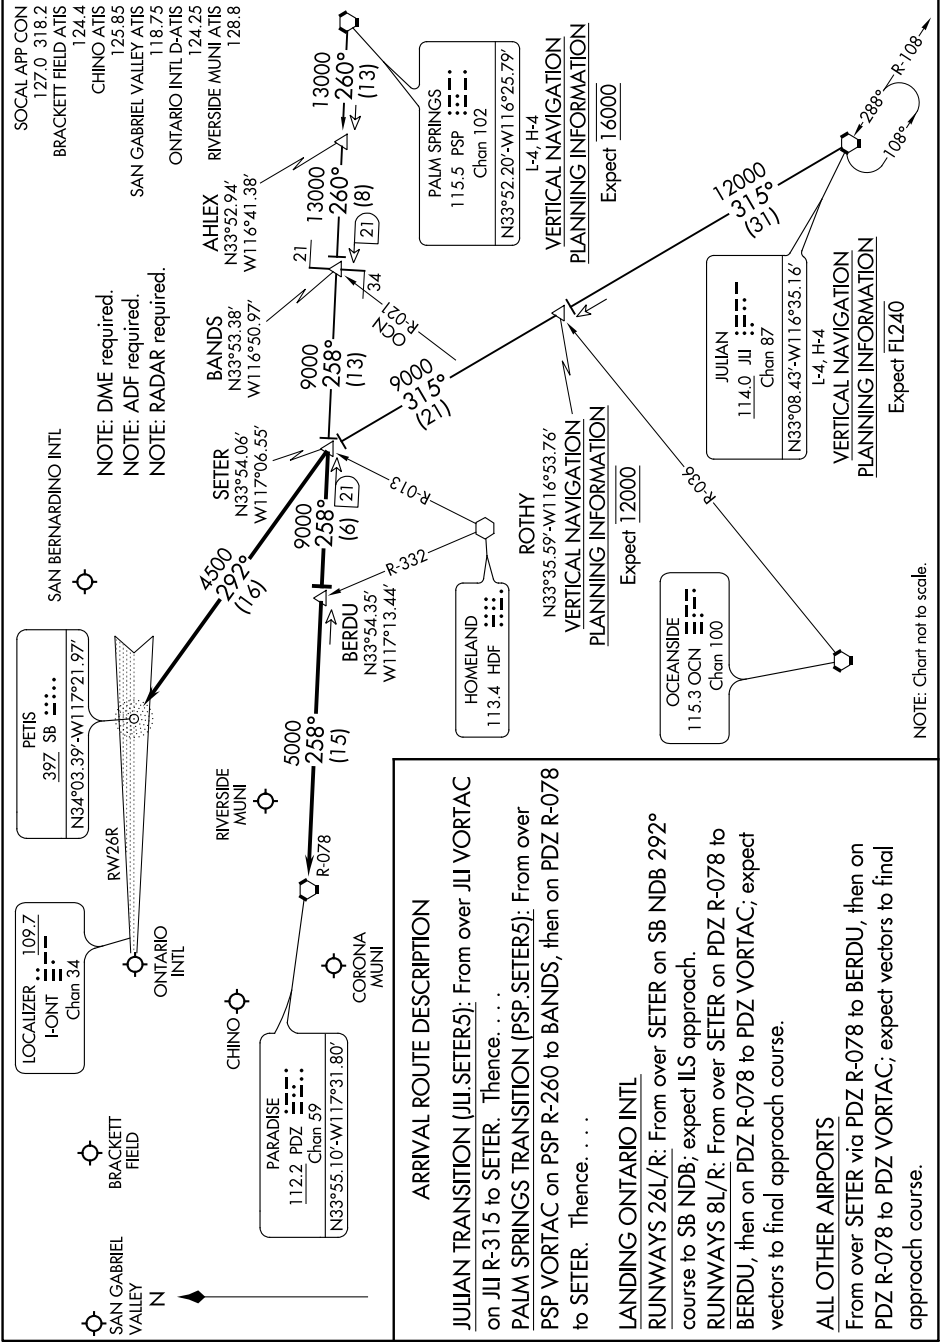 SOCAL APP CON
127.0 318.2
BRACKETT FIELD ATIS
124.4
CHINO ATIS
125.85
SAN GABRIEL VALLEY ATIS
118.75
ONTARIO INTL D-ATIS
124.25
RIVERSIDE MUNI ATIS
128.8
NOTE: DME required.
NOTE: ADF required.
NOTE: RADAR required.
SAN BERNARDINO INTL
PETIS
397 SB
N34°03.39'-W117°21.97'
LOCALIZER 109.7
I-ONT
Chan 34
RW26R
ONTARIO
INTL
BRACKETT
FIELD
SAN GABRIEL
VALLEY
N
CHINO
RIVERSIDE
MUNI
CORONA
MUNI
PARADISE
112.2 PDZ
Chan 59
N33°55.10'-W117°31.80'
R-078
5000
258°
(15)
BERDU
N33°54.35'
W117°13.44'
9000
258°
(6)
21
4500
292°
(16)
SETER
N33°54.06'
W117°06.55'
9000
258°
(13)
BANDS
N33°53.38'
W116°50.97'
21
34
21
OCN
R-021
13000
260°
(8)
AHLEX
N33°52.94'
W116°41.38'
13000
260°
(13)
PALM SPRINGS
115.5 PSP
Chan 102
N33°52.20'-W116°25.79'
L-4, H-4
VERTICAL NAVIGATION
PLANNING INFORMATION
Expect 16000
9000
315°
(21)
R-013
R-332
HOMELAND
113.4 HDF
ROTHY
N33°35.59'-W116°53.76'
VERTICAL NAVIGATION
PLANNING INFORMATION
Expect 12000
12000
315°
(31)
R-108
288°
108°
JULIAN
114.0 JLI
Chan 87
N33°08.43'-W116°35.16'
L-4, H-4
VERTICAL NAVIGATION
PLANNING INFORMATION
Expect FL240
R-036
OCEANSIDE
115.3 OCN
Chan 100
NOTE: Chart not to scale.
ARRIVAL ROUTE DESCRIPTION
JULIAN TRANSITION (JLI.SETER5): From over JLI VORTAC
on JLI R-315 to SETER. Thence. . . .
PALM SPRINGS TRANSITION (PSP.SETER5): From over
PSP VORTAC on PSP R-260 to BANDS, then on PDZ R-078
to SETER. Thence. . . .
LANDING ONTARIO INTL
RUNWAYS 26L/R: From over SETER on SB NDB 292°
course to SB NDB; expect ILS approach.
RUNWAYS 8L/R: From over SETER on PDZ R-078 to
BERDU, then on PDZ R-078 to PDZ VORTAC; expect
vectors to final approach course.
ALL OTHER AIRPORTS
From over SETER via PDZ R-078 to BERDU, then on
PDZ R-078 to PDZ VORTAC; expect vectors to final
approach course.